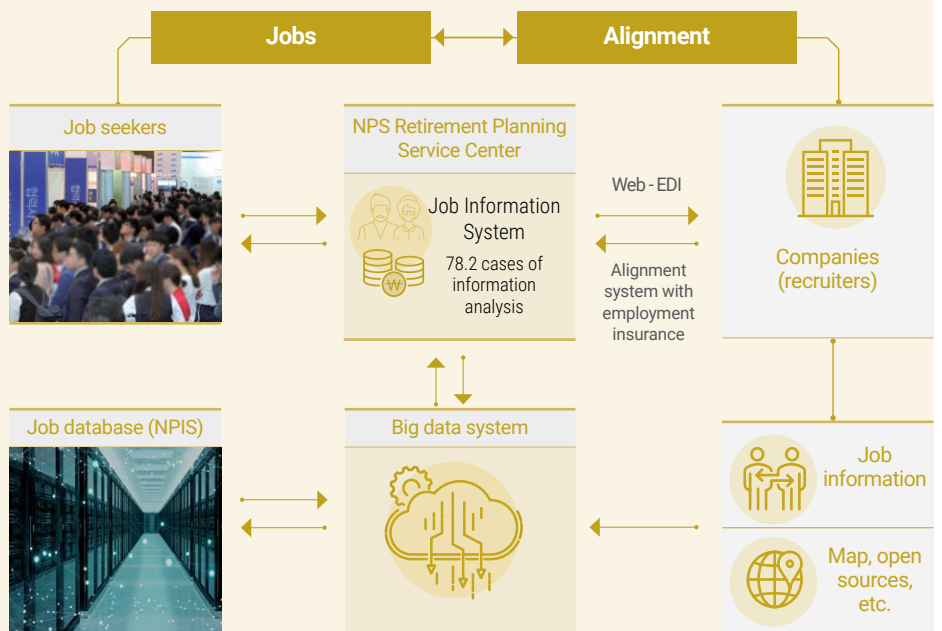 Jobs
Alignment
Job seekers
NPS Retirement Planning
Service Center
Job Information
System
78.2 cases of
information
analysis
₩
Web - EDI
Alignment
system with
employment
insurance
Companies
(recruiters)
Job database (NPIS)
Big data system
Job
information
Map, open
sources,
etc.